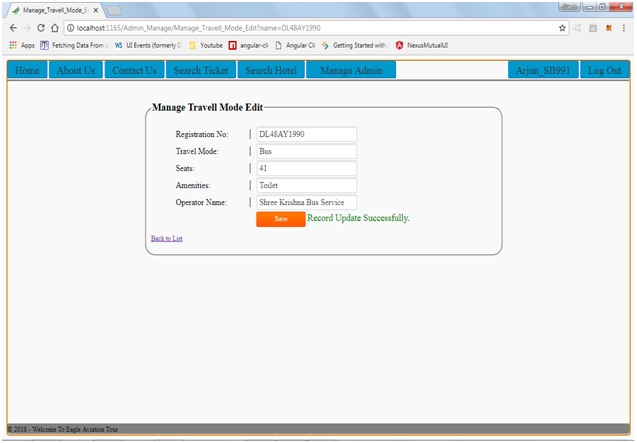 Manage_Travell_Mode_E
localhost:1165/Admin_Manage/Manage_Travell_Mode_Edit?name=DL48AY1990
Apps Fetching Data From a UI Events (formerly D Youtube angular-cli Angular Cli Getting Started with NexusMutualUI
Home About Us Contact Us Search Ticket Search Hotel Manage Admin Arjun_SB991 Log Out
Manage Travell Mode Edit
Registration No: DL48AY1990
Travel Mode: Bus
Seats: 41
Amenities: Toilet
Operator Name: Shree Krishna Bus Service
Save Record Update Successfully.
Back to List
© 2018 - Welcome To Eagle Aviation Tour